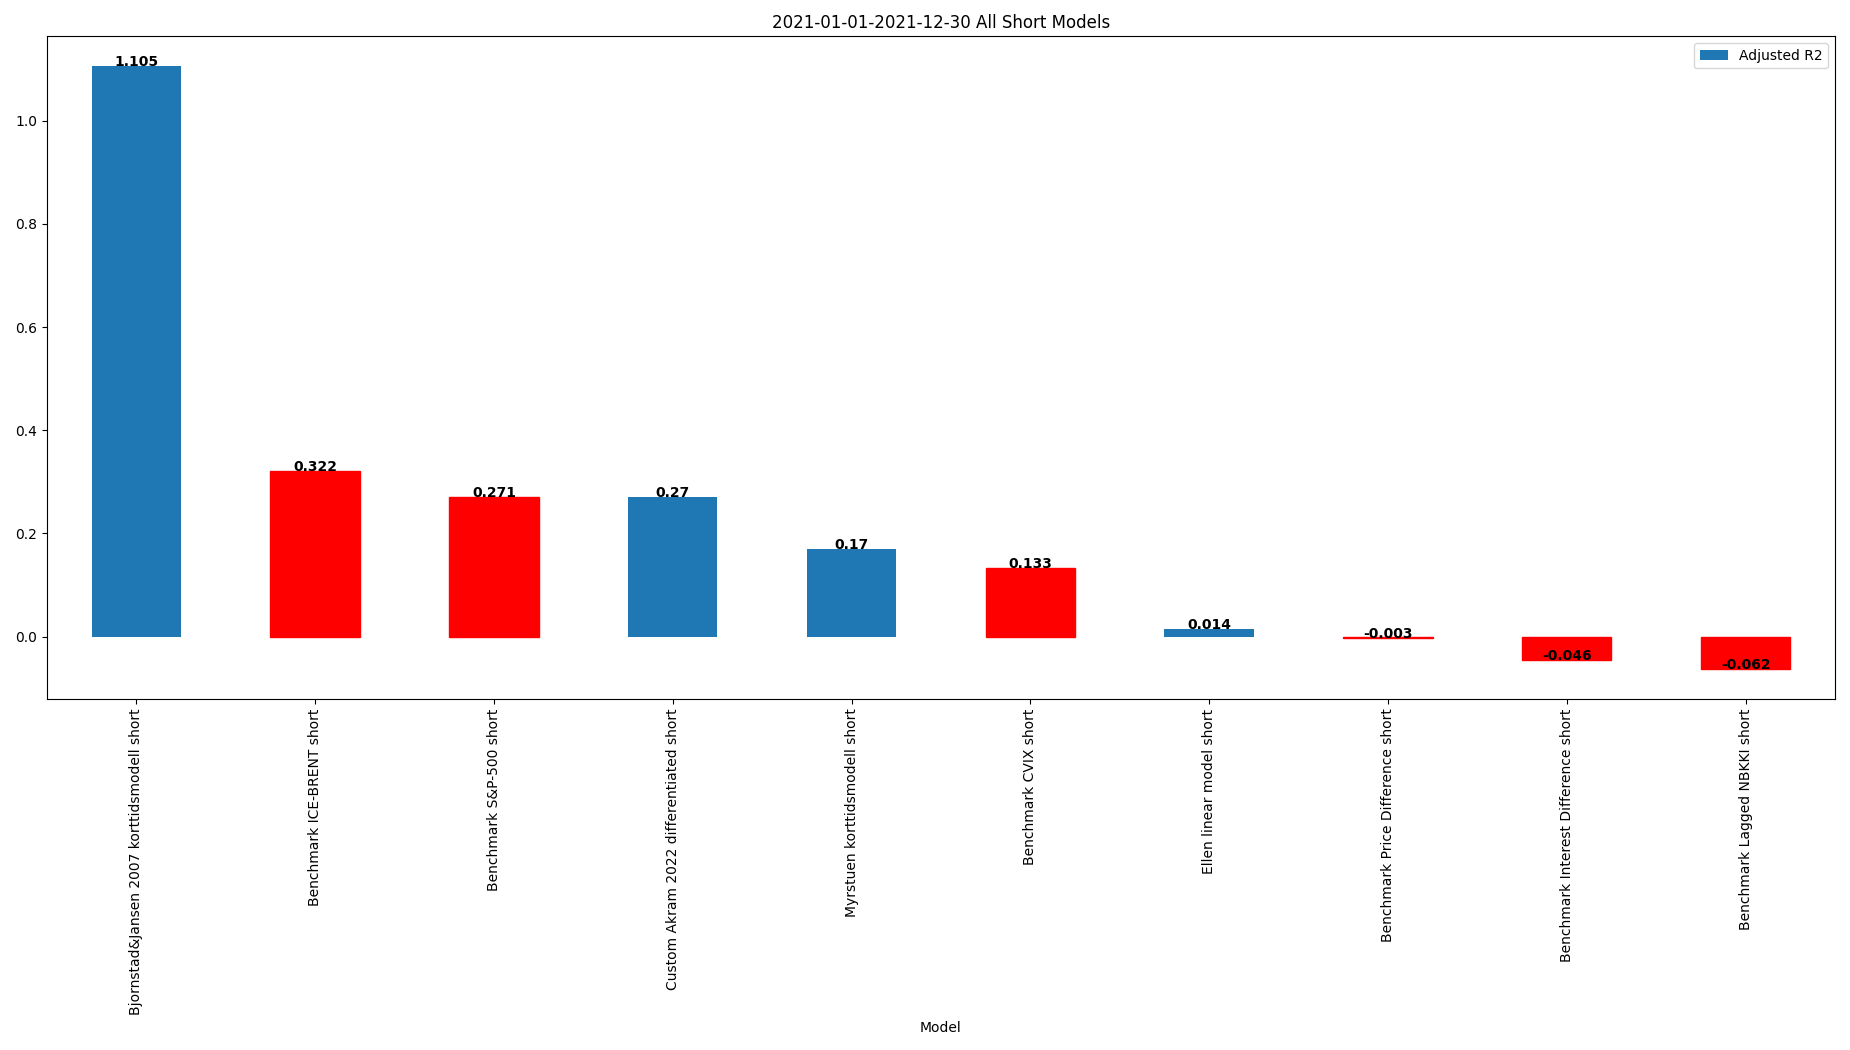 2021-01-01-2021-12-30 All Short Models
Adjusted R2
1.105
0.322
0.271
0.27
0.17
0.133
0.014
-0.003
-0.046
-0.062
1.0
0.8
0.6
0.4
0.2
0.0
Bjornstad&Jansen 2007 korttidsmodell short
Benchmark ICE-BRENT short
Benchmark S&P-500 short
Custom Akram 2022 differentiated short
Myrstuen korttidsmodell short
Benchmark CVIX short
Ellen linear model short
Benchmark Price Difference short
Benchmark Interest Difference short
Benchmark Lagged NBKKI short
Model